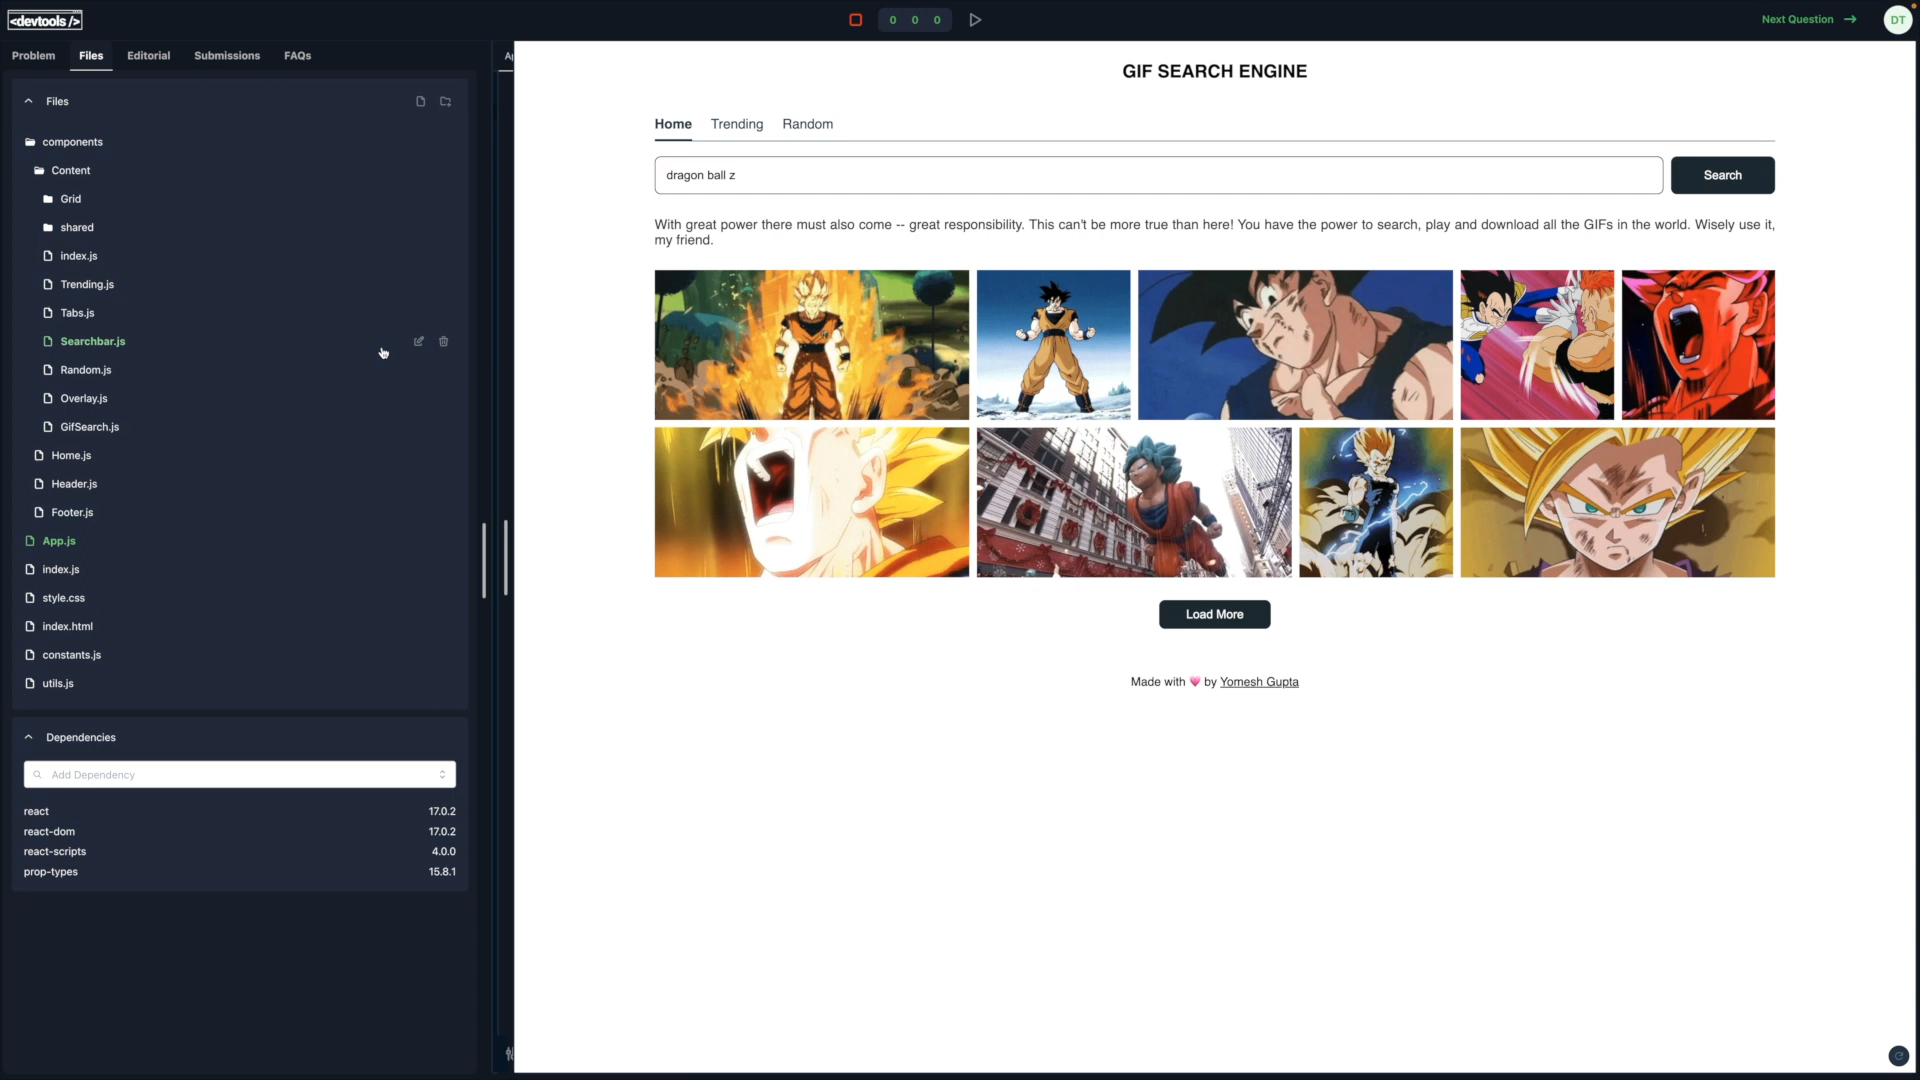 <devtools />
0 0 0
Next Question
DT
Problem
Files
Editorial
Submissions
FAQs
Files
components
Content
Grid
shared
index.js
Trending.js
Tabs.js
Searchbar.js
Random.js
Overlay.js
GifSearch.js
Home.js
Header.js
Footer.js
App.js
index.js
style.css
index.html
constants.js
utils.js
Dependencies
Add Dependency
react 17.0.2
react-dom 17.0.2
react-scripts 4.0.0
prop-types 15.8.1
GIF SEARCH ENGINE
Home
Trending
Random
dragon ball z
Search
With great power there must also come -- great responsibility. This can't be more true than here! You have the power to search, play and download all the GIFs in the world. Wisely use it,
my friend.
Load More
Made with 💗 by Yomesh Gupta